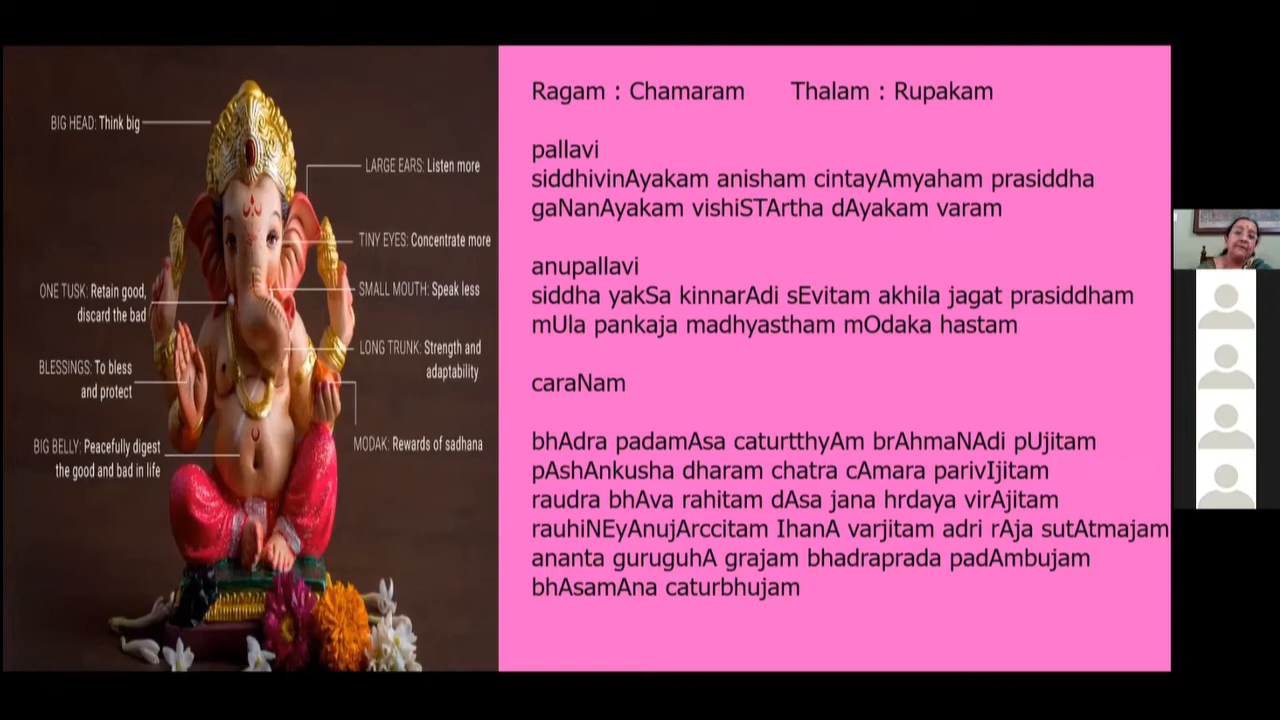 BIG HEAD: Think big
LARGE EARS: Listen more
TINY EYES: Concentrate more
ONE TUSK: Retain good,
discard the bad
SMALL MOUTH: Speak less
LONG TRUNK: Strength and
adaptability
BLESSINGS: To bless
and protect
MODAK: Rewards of sadhana
BIG BELLY: Peacefully digest
the good and bad in life
Ragam : Chamaram Thalam : Rupakam
pallavi
siddhivinAyakam anisham cintayAmyaham prasiddha
gaNanAyakam vishiSTArtha dAyakam varam
anupallavi
siddha yakSa kinnarAdi sEvitam akhila jagat prasiddham
mUla pankaja madhyastham mOdaka hastam
caraNam
bhAdra padamAsa caturtthyAm brAhmaNAdi pUjitam
pAshAnkusha dharam chatra cAmara parivIjitam
raudra bhAva rahitam dAsa jana hrdaya virAjitam
rauhiNEyAnujArccitam IhanA varjitam adri rAja sutAtmajam
ananta guruguhA grajam bhadraprada padAmbujam
bhAsamAna caturbhujam